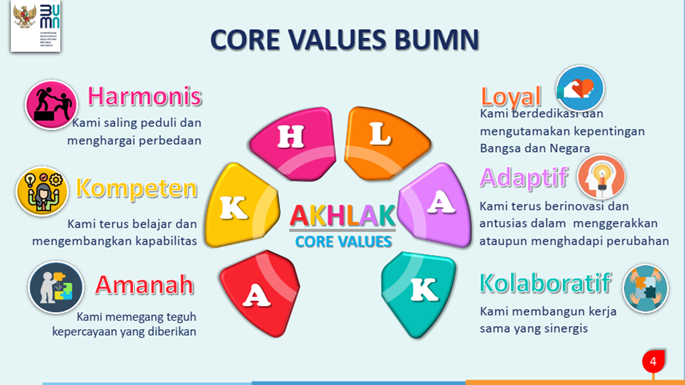 BUMN
CORE VALUES BUMN
Harmonis
Kami saling peduli dan
menghargai perbedaan
Kompeten
Kami terus belajar dan
mengembangkan kapabilitas
Amanah
Kami memegang teguh
kepercayaan yang diberikan
H
L
K
A
A
K
AKHLAK
CORE VALUES
Loyal
Kami berdedikasi dan
mengutamakan kepentingan
Bangsa dan Negara
Adaptif
Kami terus berinovasi dan
antusias dalam menggerakkan
ataupun menghadapi perubahan
Kolaboratif
Kami membangun kerja
sama yang sinergis
4